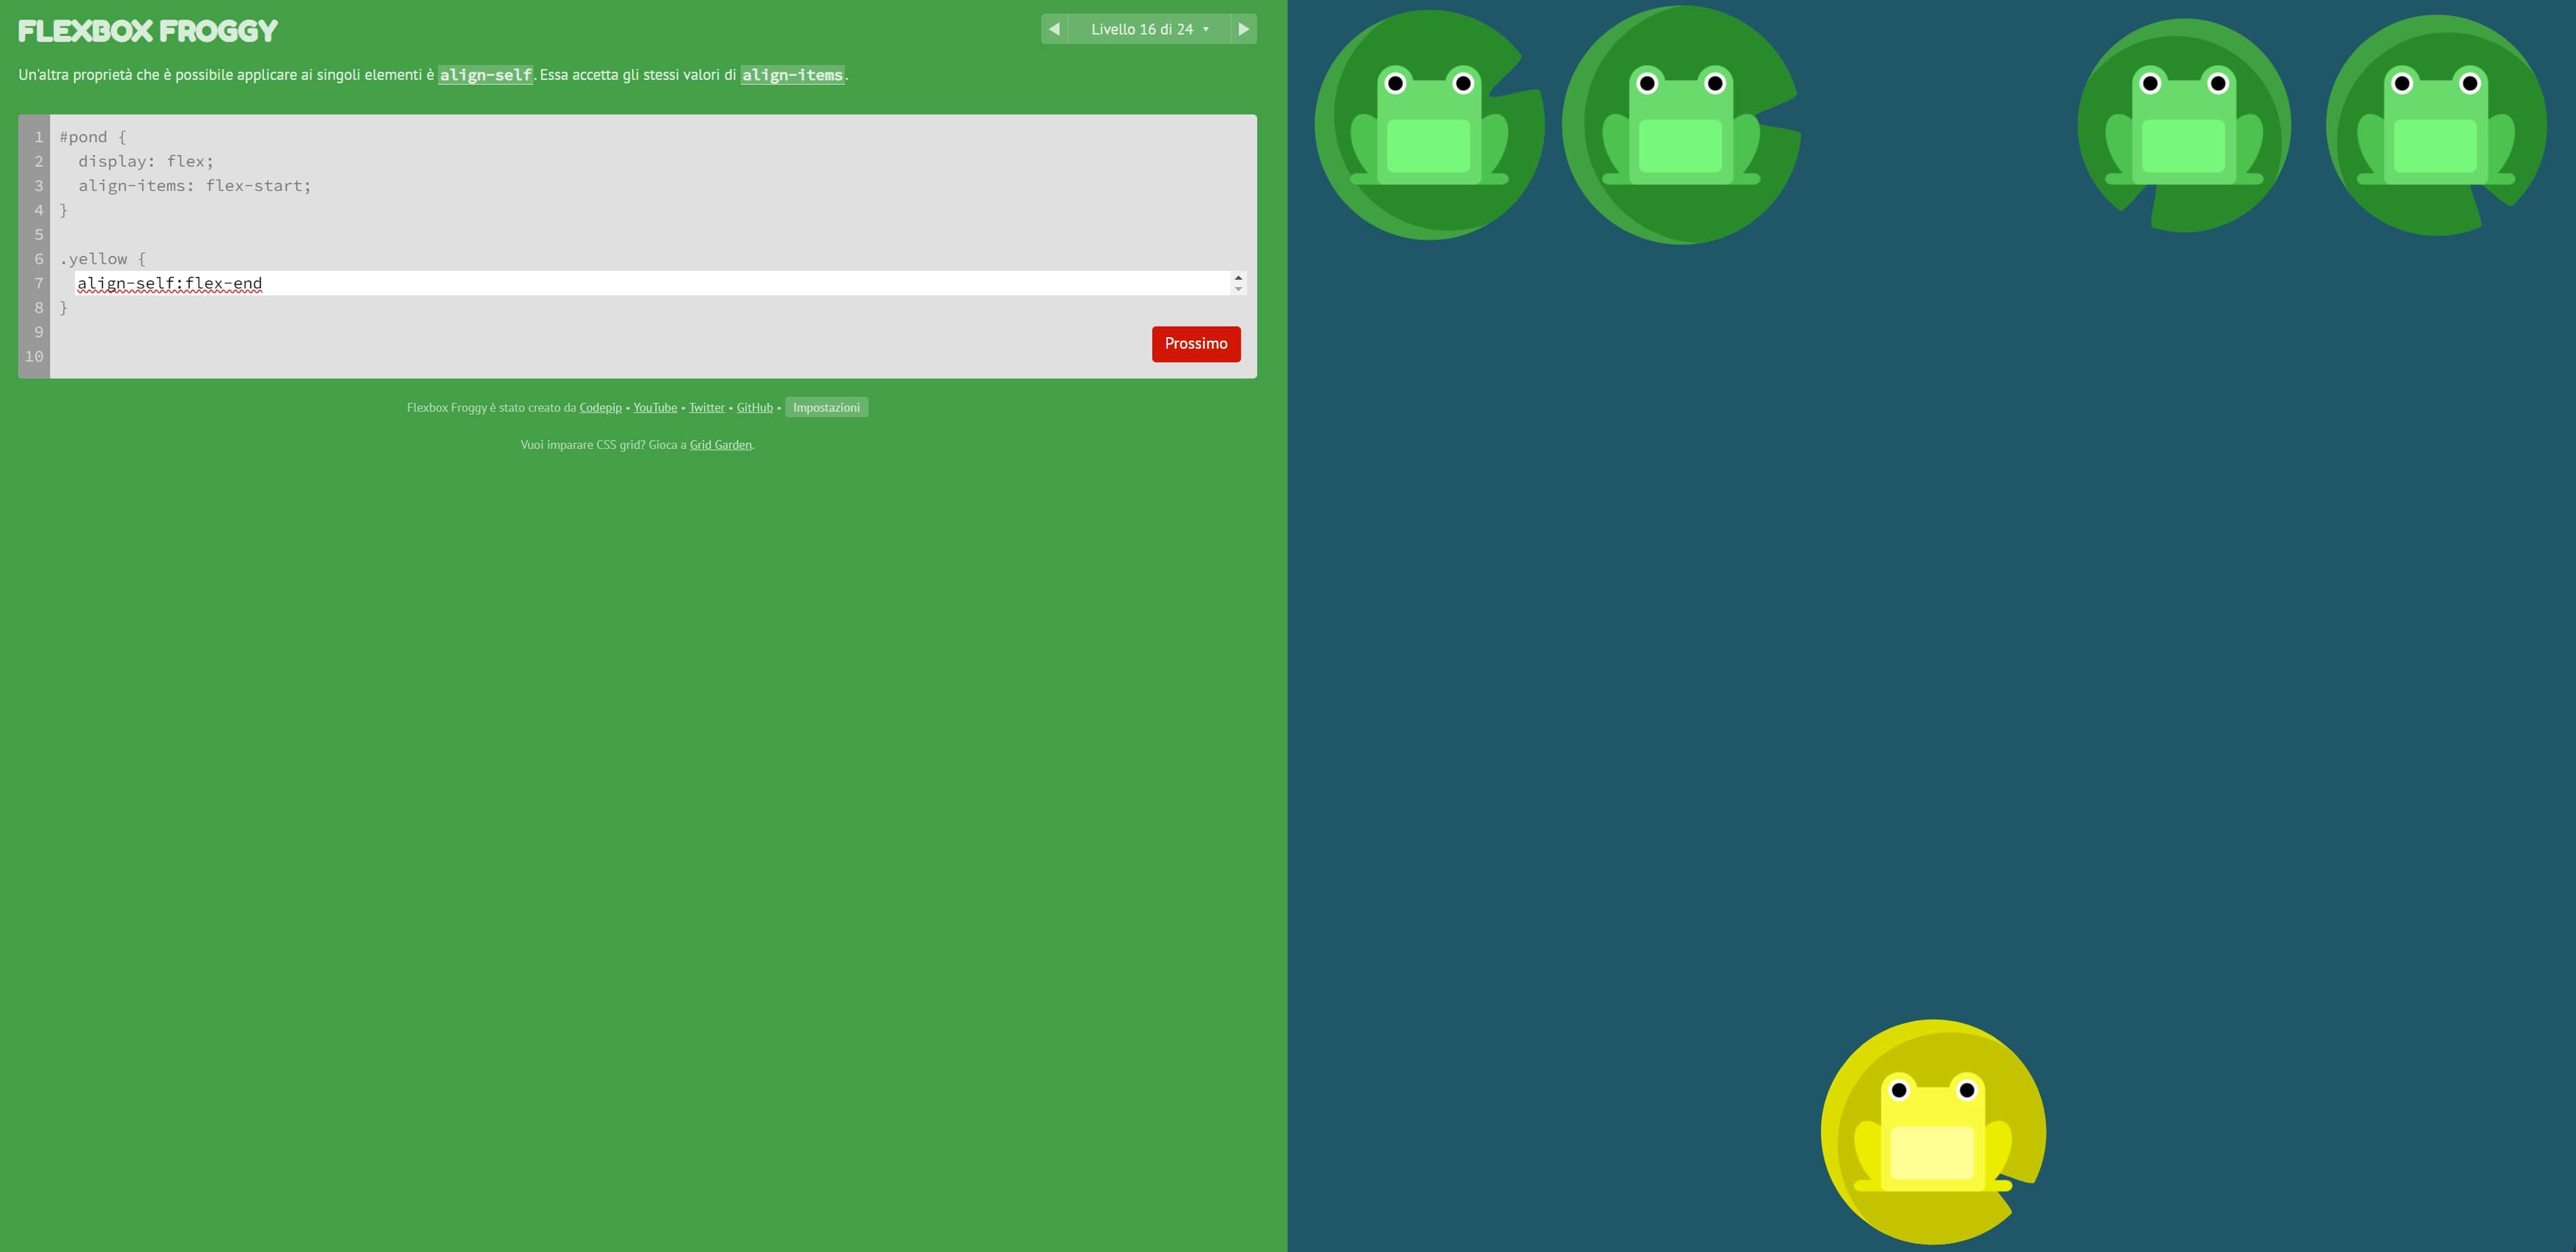 FLEXBOX FROGGY
Livello 16 di 24
Un'altra proprietà che è possibile applicare ai singoli elementi è align-self. Essa accetta gli stessi valori di align-items.
1 #pond {
2 display: flex;
3 align-items: flex-start;
4 }
5
6 .yellow {
7 align-self:flex-end
8 }
9
10
Prossimo
Flexbox Froggy è stato creato da Codepip • YouTube • Twitter • GitHub • Impostazioni
Vuoi imparare CSS grid? Gioca a Grid Garden.